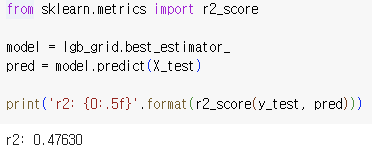 from sklearn.metrics import r2_score
model = lgb_grid.best_estimator_
pred = model.predict(X_test)
print('r2: {0:.5f}'.format(r2_score(y_test, pred)))
r2: 0.47630